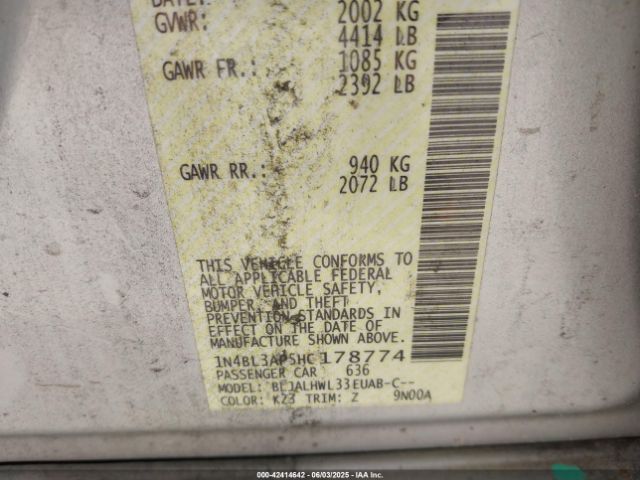 GVWR: 2002 KG
4414 LB
GAWR FR.: 1085 KG
2392 LB
GAWR RR.: 940 KG
2072 LB
THIS VEHICLE CONFORMS TO
ALL APPLICABLE FEDERAL
MOTOR VEHICLE SAFETY,
BUMPER, AND THEFT
PREVENTION STANDARDS IN
EFFECT ON THE DATE OF
MANUFACTURE SHOWN ABOVE.
1N4BL3AP5HC178774
PASSENGER CAR 636
MODEL: BL1ALHWL33EUAB-C--
COLOR: KZ3 TRIM: Z 9N00A
000-42414642 - 06/03/2025 - IAA Inc.